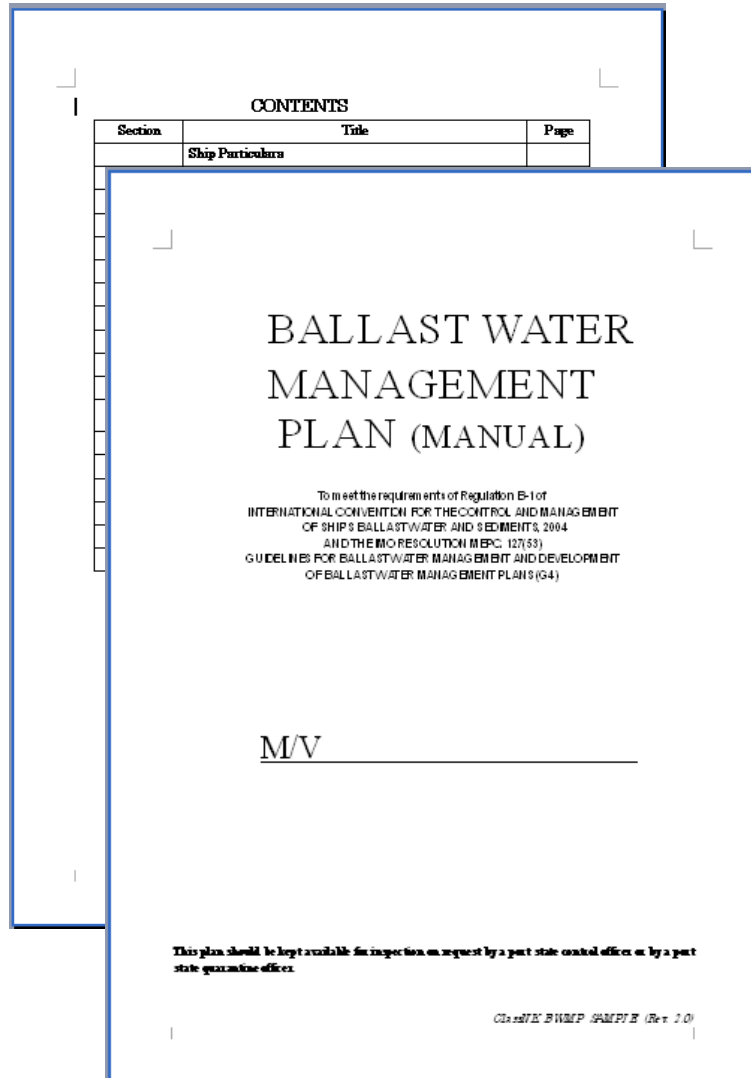 CONTENTS
Section Title Page
Ship Particulars
BALLAST WATER
MANAGEMENT
PLAN (MANUAL)
To meet the requirements of Regulation B-1 of
INTERNATIONAL CONVENTION FOR THE CONTROL AND MANAGEMENT
OF SHIPS BALLAST WATER AND SEDIMENTS, 2004
AND THE IMO RESOLUTION MEPC. 127(53)
GUIDELINES FOR BALLAST WATER MANAGEMENT AND DEVELOPMENT
OF BALLAST WATER MANAGEMENT PLANS (G4)
M/V
This plan should be kept available for inspection on request by a port state control officer or by a port
state quarantine officer.
ClassNK BWMP SAMPLE (Rev. 2.0)